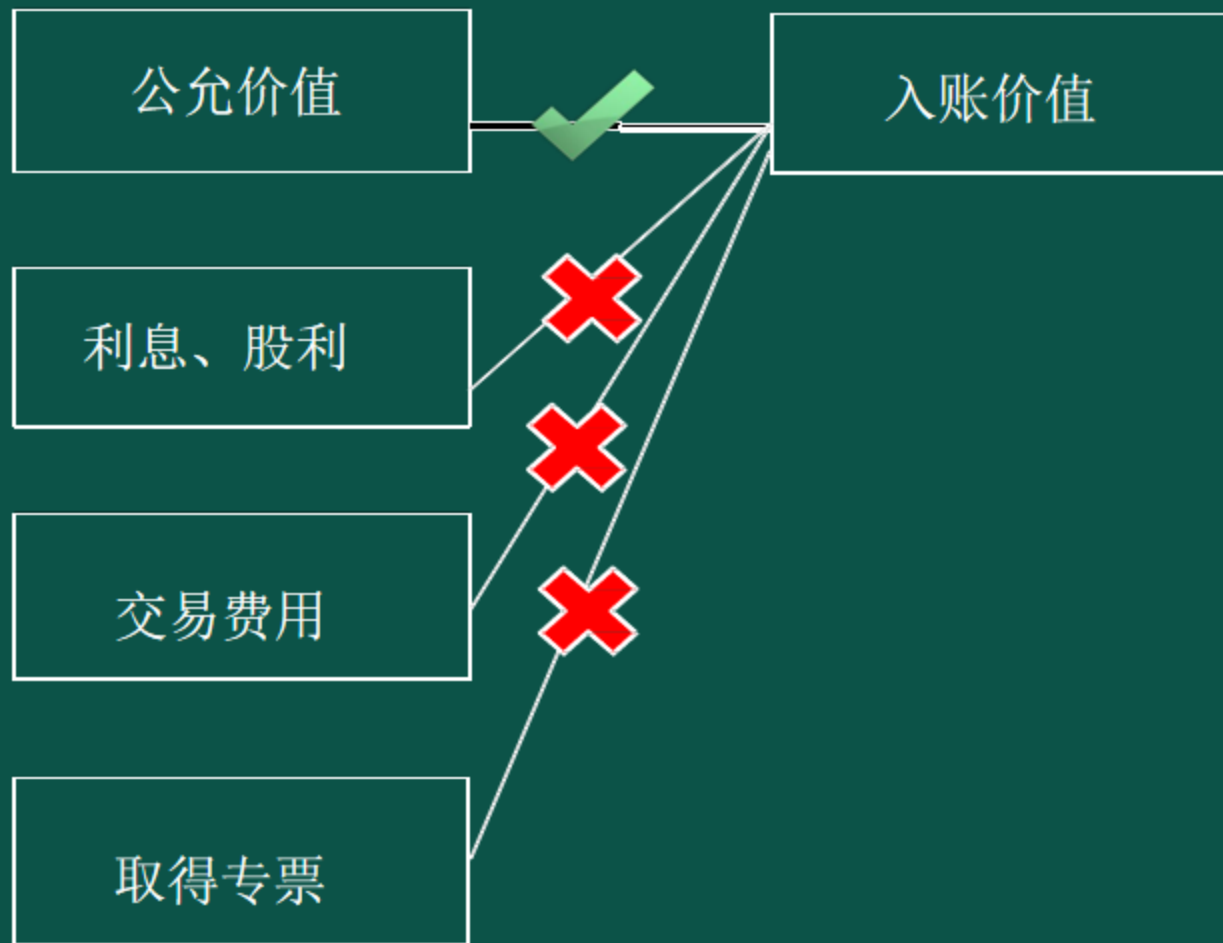 公允价值
入账价值
利息、股利
交易费用
取得专票